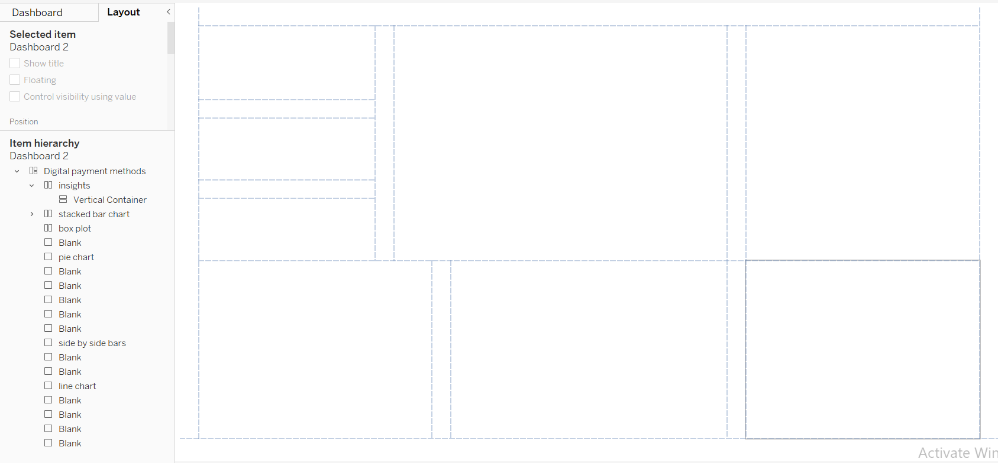 Dashboard
Layout
Selected item
Dashboard 2
Show title
Floating
Control visibility using value
Position
Item hierarchy
Dashboard 2
Digital payment methods
insights
Vertical Container
stacked bar chart
box plot
Blank
pie chart
Blank
Blank
Blank
Blank
Blank
side by side bars
Blank
Blank
line chart
Blank
Blank
Blank
Blank
Activate Win